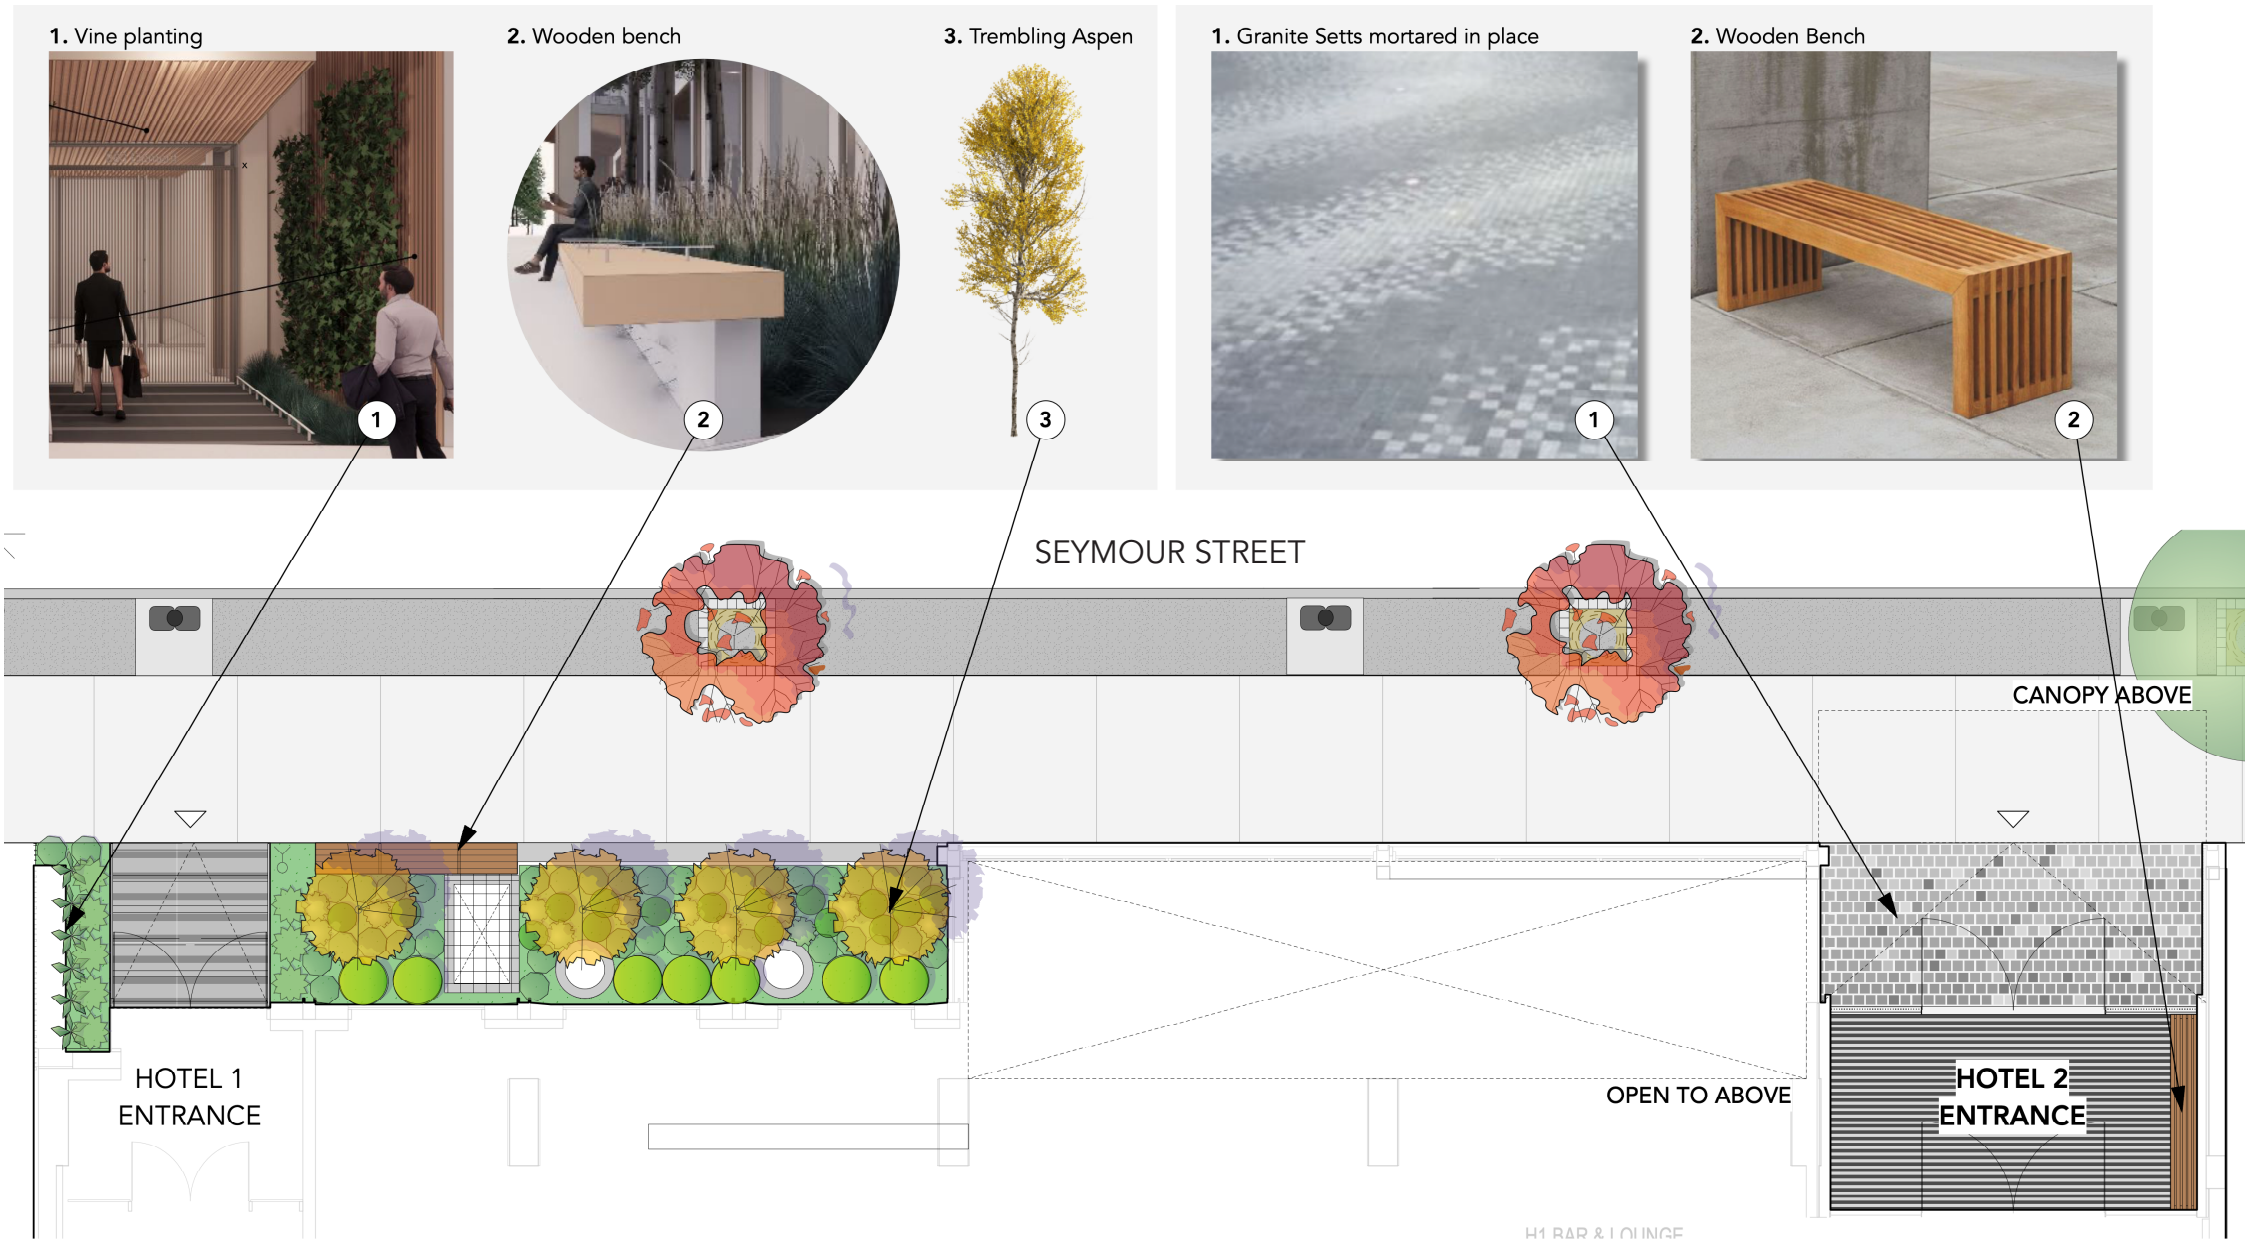 1. Vine planting
2. Wooden bench
3. Trembling Aspen
1. Granite Setts mortared in place
2. Wooden Bench
x
1
2
3
1
2
SEYMOUR STREET
CANOPY ABOVE
HOTEL 1
ENTRANCE
OPEN TO ABOVE
HOTEL 2
ENTRANCE
H1 BAR & LOUNGE